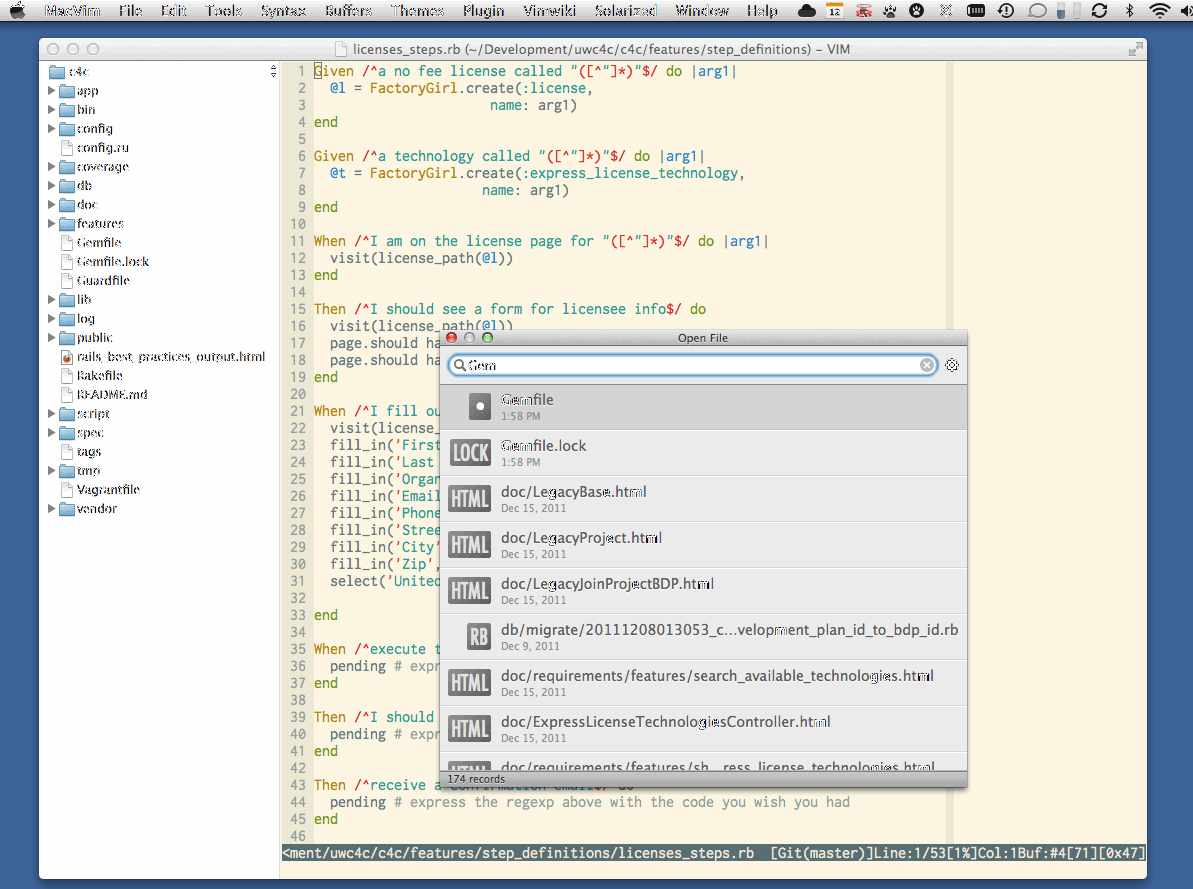 MacVim File Edit Tools Syntax Buffers Themes Plugin Vimwiki Solarized Window Help 12
licenses_steps.rb (~/Development/uwc4c/c4c/features/step_definitions) – VIM
c4c
app
bin
config
config.ru
coverage
db
doc
features
Gemfile
Gemfile.lock
Guardfile
lib
log
public
rails_best_practices_output.html
Rakefile
README.md
script
spec
tags
tmp
Vagrantfile
vendor
1 Given /^a no fee license called "([^"]*)"$/ do |arg1|
2 @l = FactoryGirl.create(:license,
3 name: arg1)
4 end
5
6 Given /^a technology called "([^"]*)"$/ do |arg1|
7 @t = FactoryGirl.create(:express_license_technology,
8 name: arg1)
9 end
10
11 When /^I am on the license page for "([^"]*)"$/ do |arg1|
12 visit(license_path(@l))
13 end
14
15 Then /^I should see a form for licensee info$/ do
16 visit(license_path(@l))
17 page.should ha
18 page.should ha
19 end
20
21 When /^I fill ou
22 visit(license_
23 fill_in('First
24 fill_in('Last
25 fill_in('Organ
26 fill_in('Email
27 fill_in('Phone
28 fill_in('Stree
29 fill_in('City'
30 fill_in('Zip',
31 select('United
32
33 end
34
35 When /^execute t
36 pending # expr
37 end
38
39 Then /^I should
40 pending # expr
41 end
42
43 Then /^receive a confirmation email$/ do
44 pending # express the regexp above with the code you wish you had
45 end
46
<ment/uwc4c/c4c/features/step_definitions/licenses_steps.rb [Git(master)]Line:1/53[1%]Col:1Buf:#4[71][0x47]
Open File
Gem
Gemfile
1:58 PM
LOCK Gemfile.lock
1:58 PM
HTML doc/LegacyBase.html
Dec 15, 2011
HTML doc/LegacyProject.html
Dec 15, 2011
HTML doc/LegacyJoinProjectBDP.html
Dec 15, 2011
RB db/migrate/20111208013053_c...velopment_plan_id_to_bdp_id.rb
Dec 9, 2011
HTML doc/requirements/features/search_available_technologies.html
Dec 15, 2011
HTML doc/ExpressLicenseTechnologiesController.html
Dec 15, 2011
HTML doc/requirements/features/sh...ress_license_technologies.html
174 records